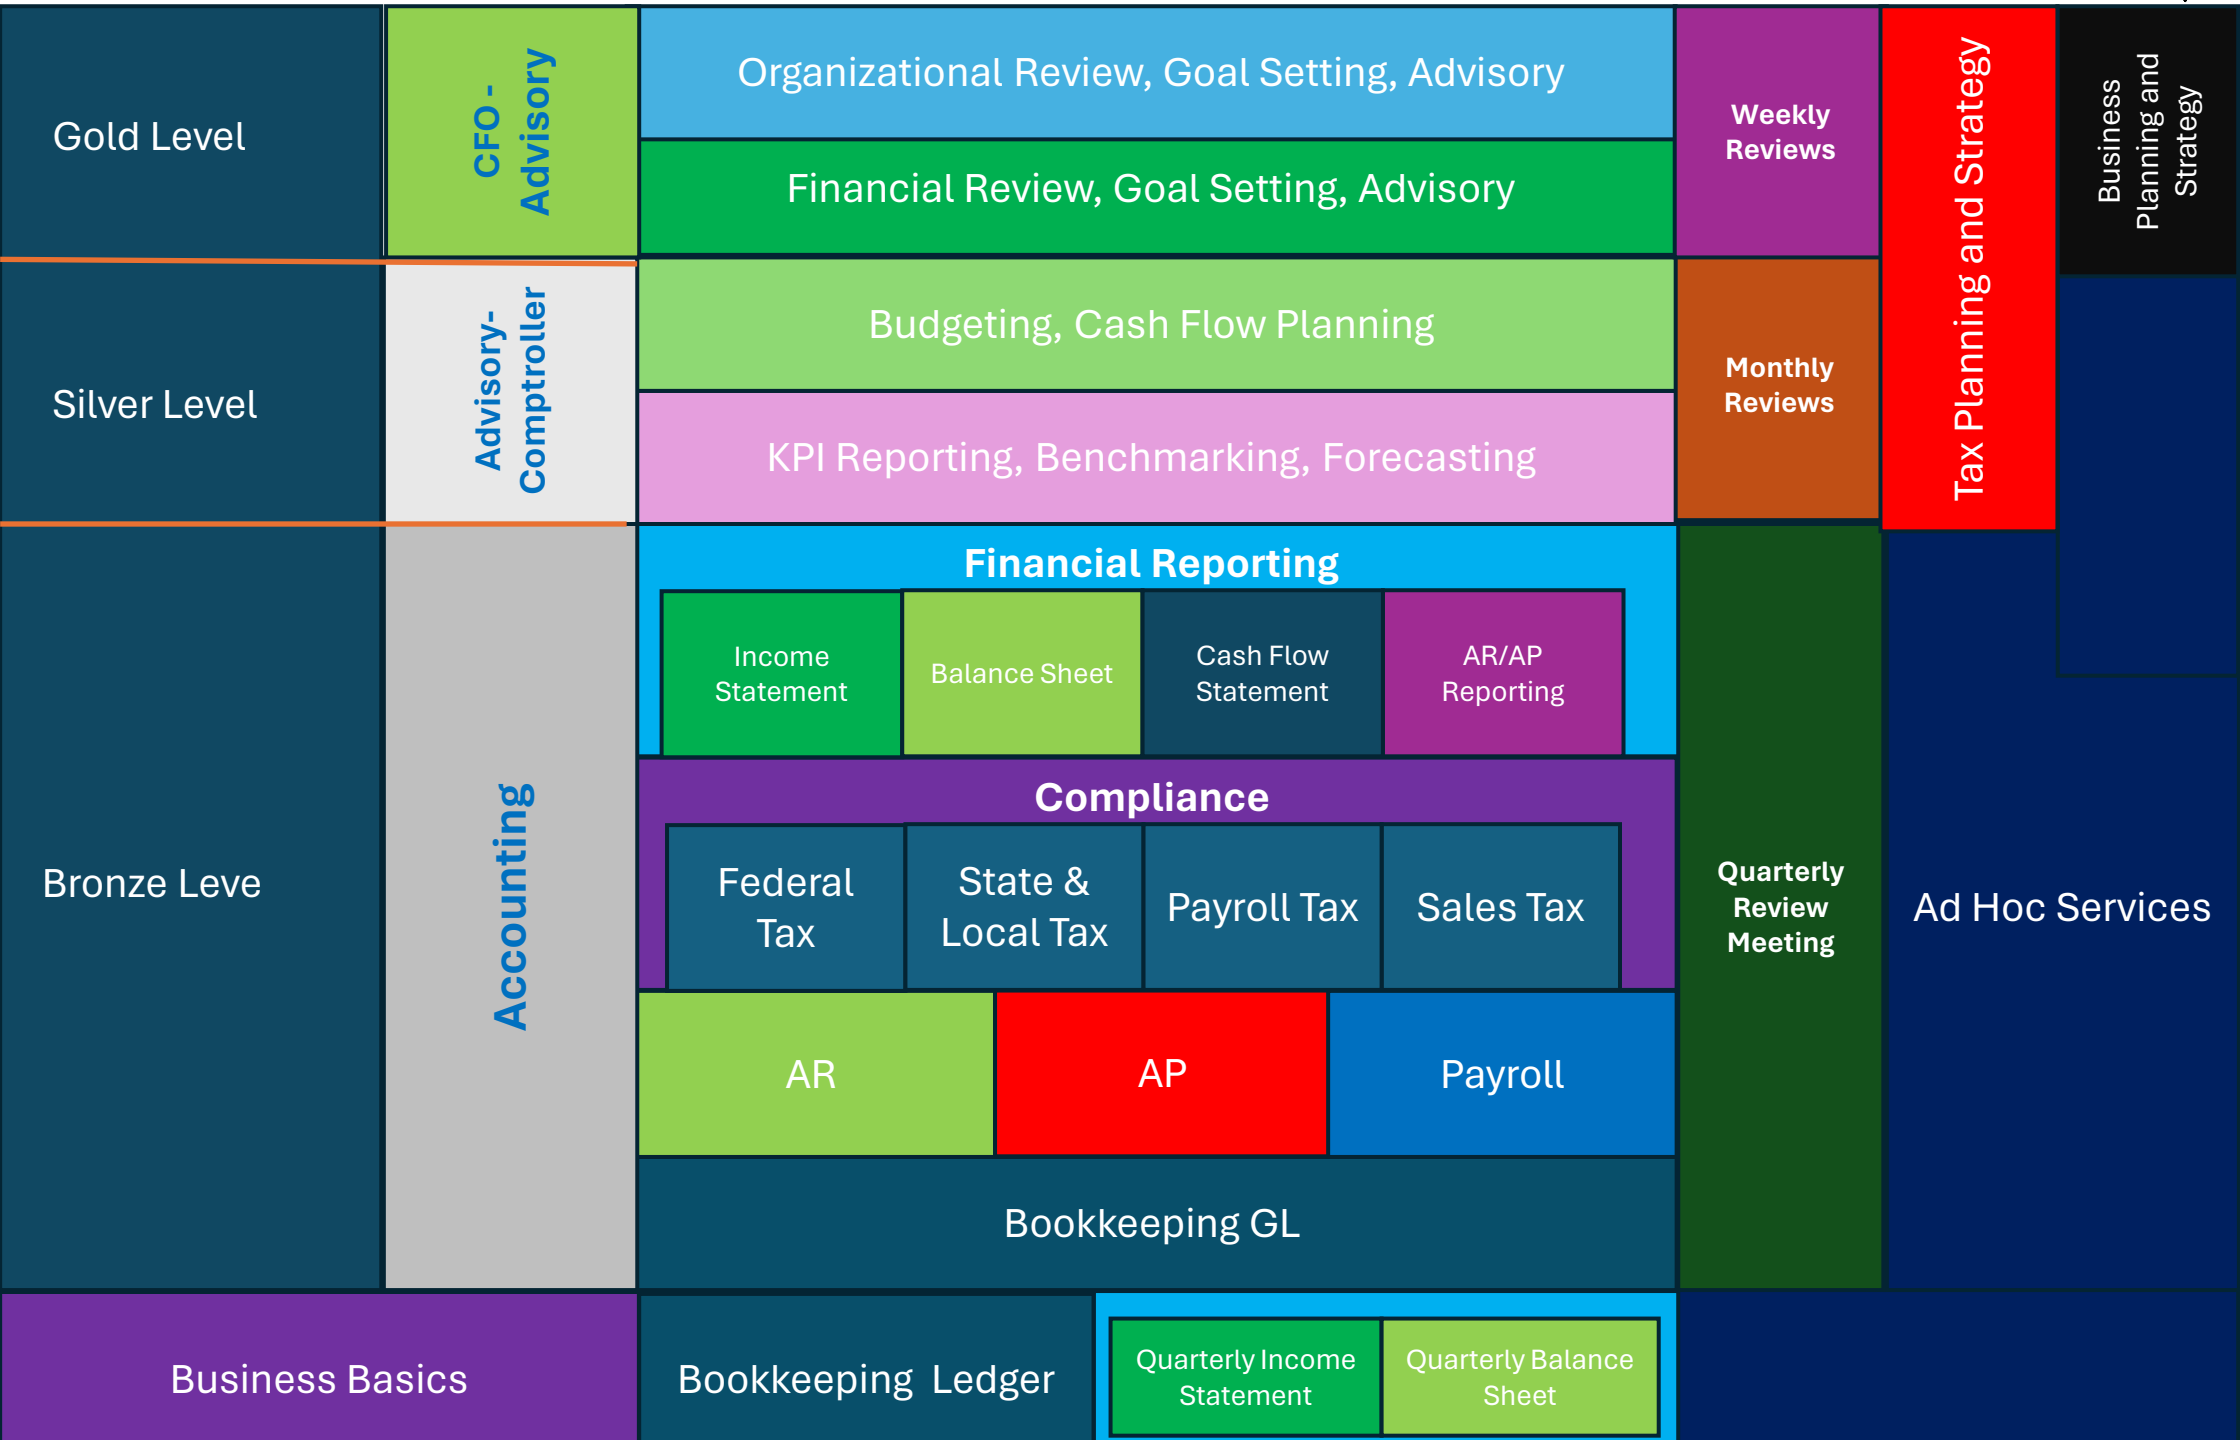 Gold Level
CFO -
Advisory
Organizational Review, Goal Setting, Advisory
Financial Review, Goal Setting, Advisory
Weekly
Reviews
Tax Planning and Strategy
Business
Planning and
Strategy
Silver Level
Advisory-
Comptroller
Budgeting, Cash Flow Planning
KPI Reporting, Benchmarking, Forecasting
Monthly
Reviews
Bronze Leve
Accounting
Financial Reporting
Income
Statement
Balance Sheet
Cash Flow
Statement
AR/AP
Reporting
Compliance
Federal
Tax
State &
Local Tax
Payroll Tax
Sales Tax
AR
AP
Payroll
Bookkeeping GL
Quarterly
Review
Meeting
Ad Hoc Services
Business Basics
Bookkeeping  Ledger
Quarterly Income
Statement
Quarterly Balance
Sheet